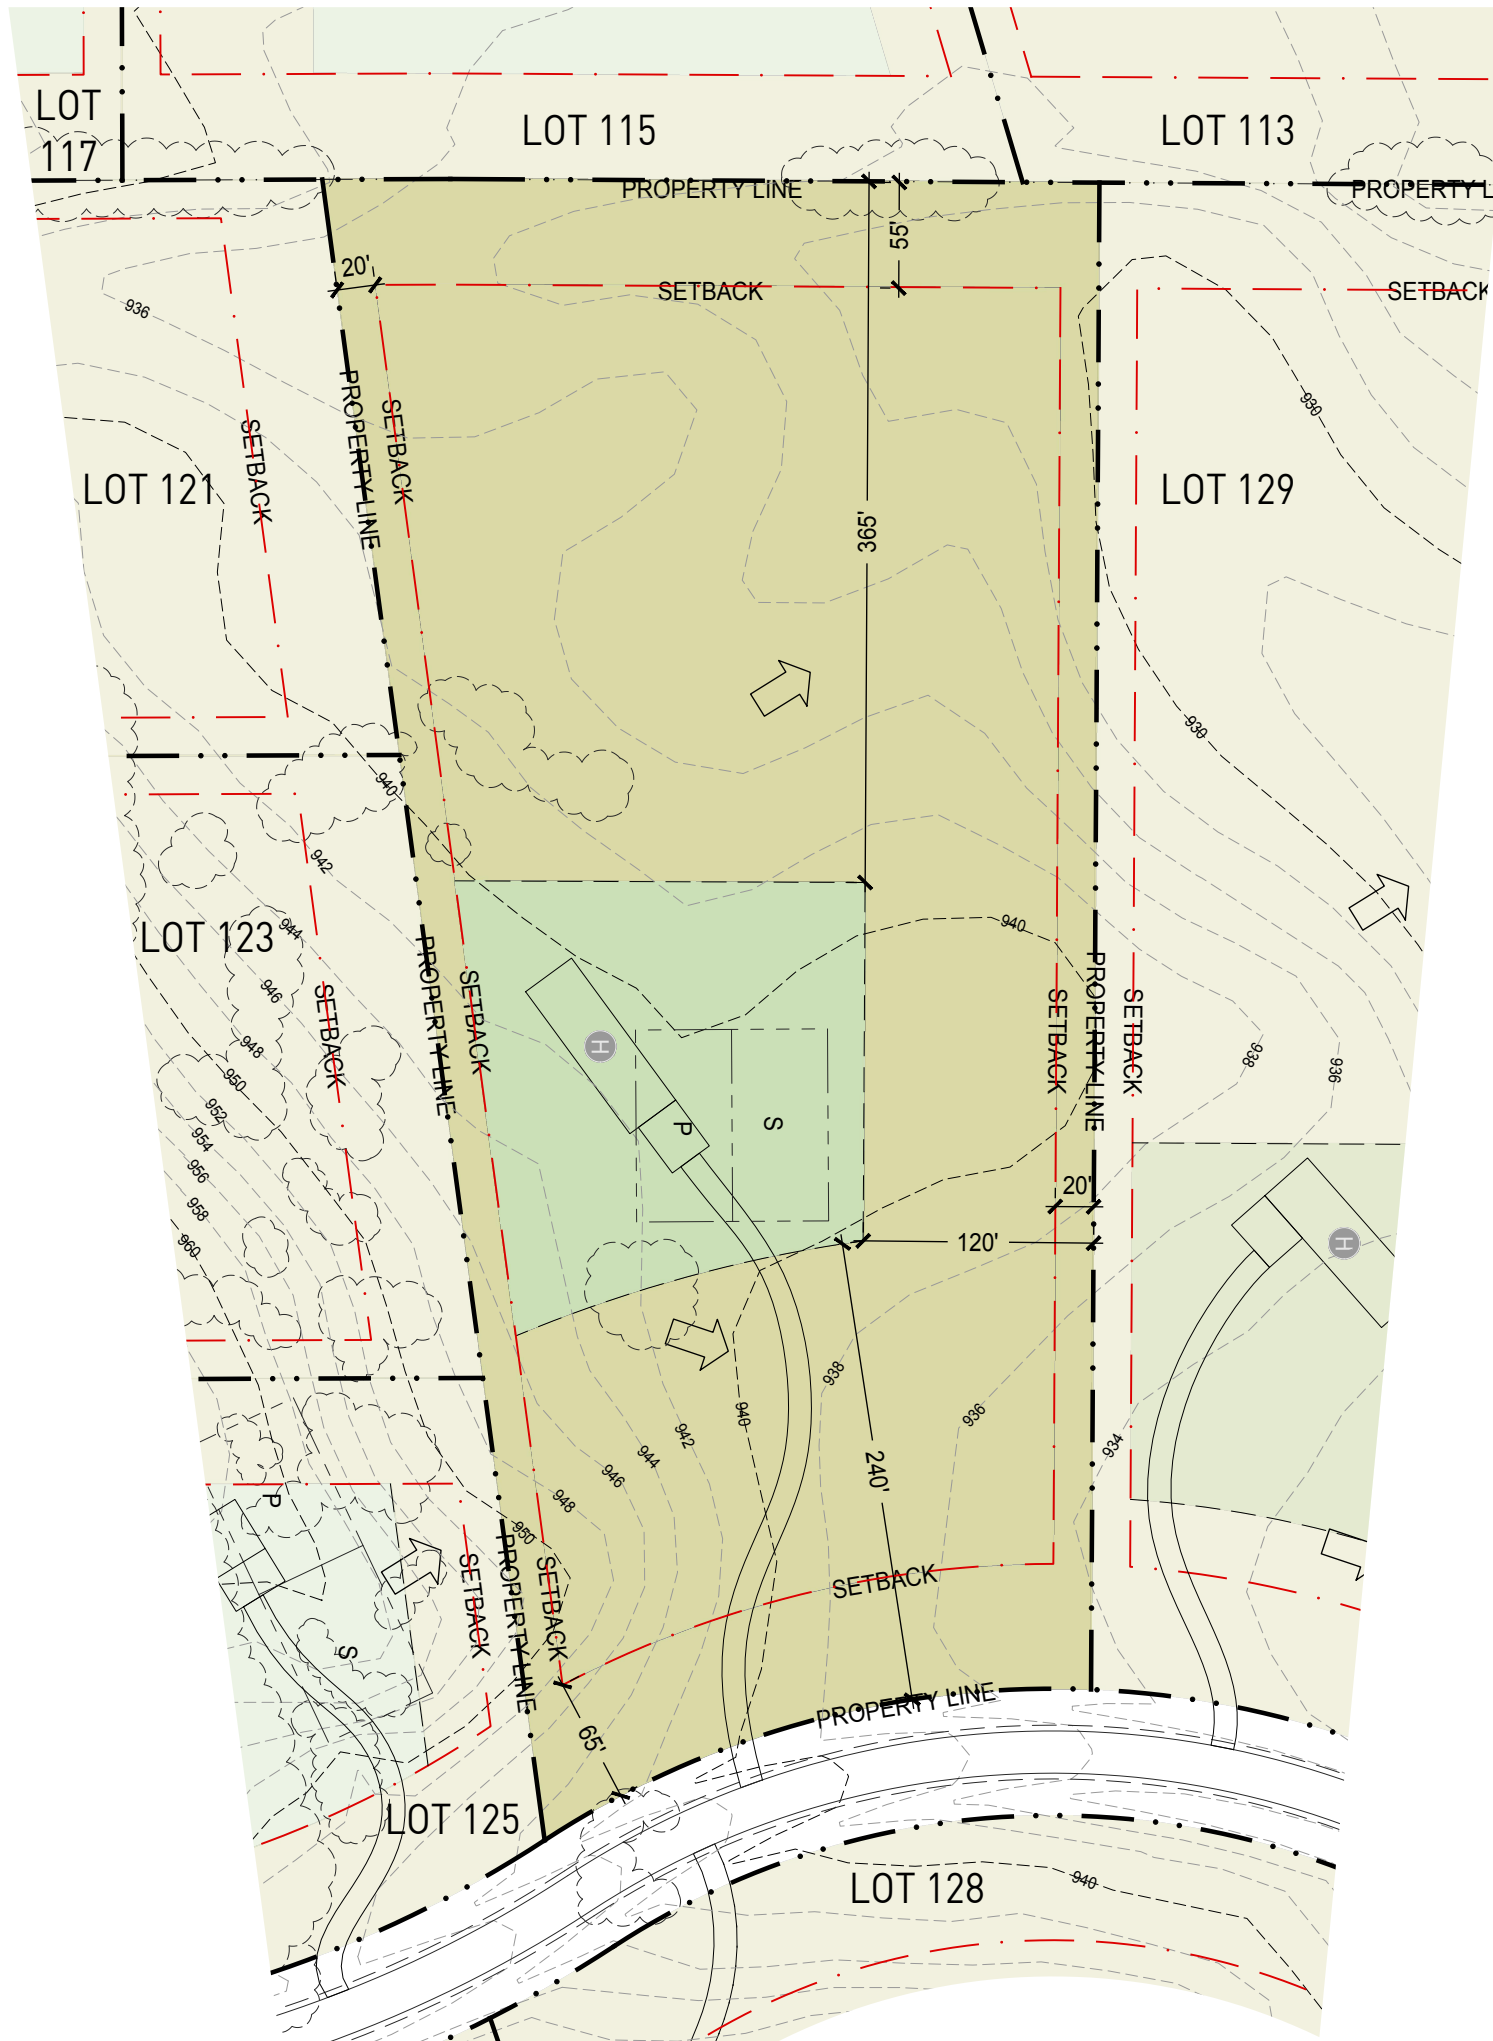 LOT
117
LOT 115
LOT 113
PROPERTY LINE
PROPERTY L
55'
20'
SETBACK
SETBACK
936
PROPERTY LINE
SETBACK
SETBACK
930
LOT 121
LOT 129
365'
930
940
942
LOT 123
944
940
946
SETBACK
PROPERTY LINE
SETBACK
SETBACK
PROPERTY LINE
SETBACK
948
H
938
936
950
952
P
S
954
956
20'
958
960
120'
H
938
940
936
942
934
944
946
240'
948
P
950
SETBACK
SETBACK
PROPERTY LINE
SETBACK
S
PROPERTY LINE
65'
LOT 125
LOT 128
940